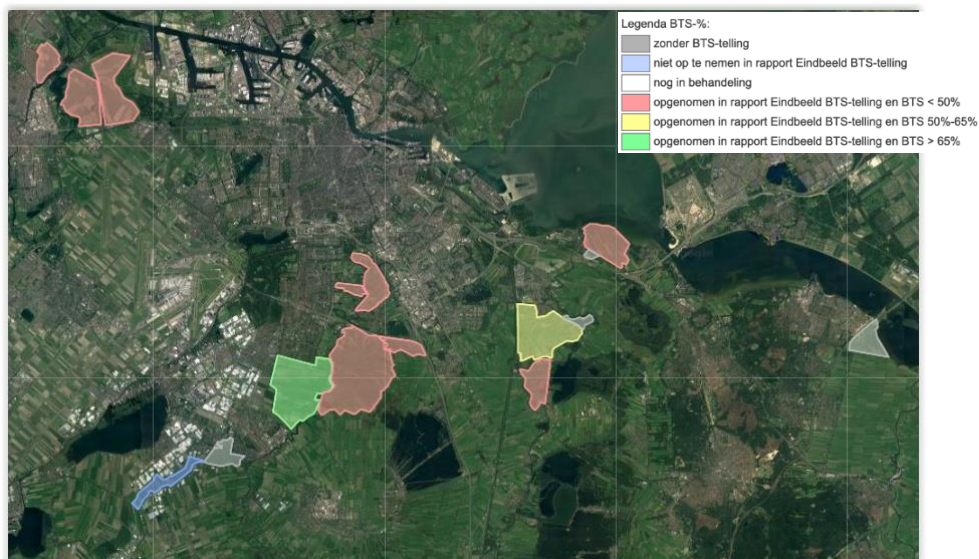 Legenda BTS-%:
zonder BTS-telling
niet op te nemen in rapport Eindbeeld BTS-telling
nog in behandeling
opgenomen in rapport Eindbeeld BTS-telling en BTS < 50%
opgenomen in rapport Eindbeeld BTS-telling en BTS 50%-65%
opgenomen in rapport Eindbeeld BTS-telling en BTS > 65%